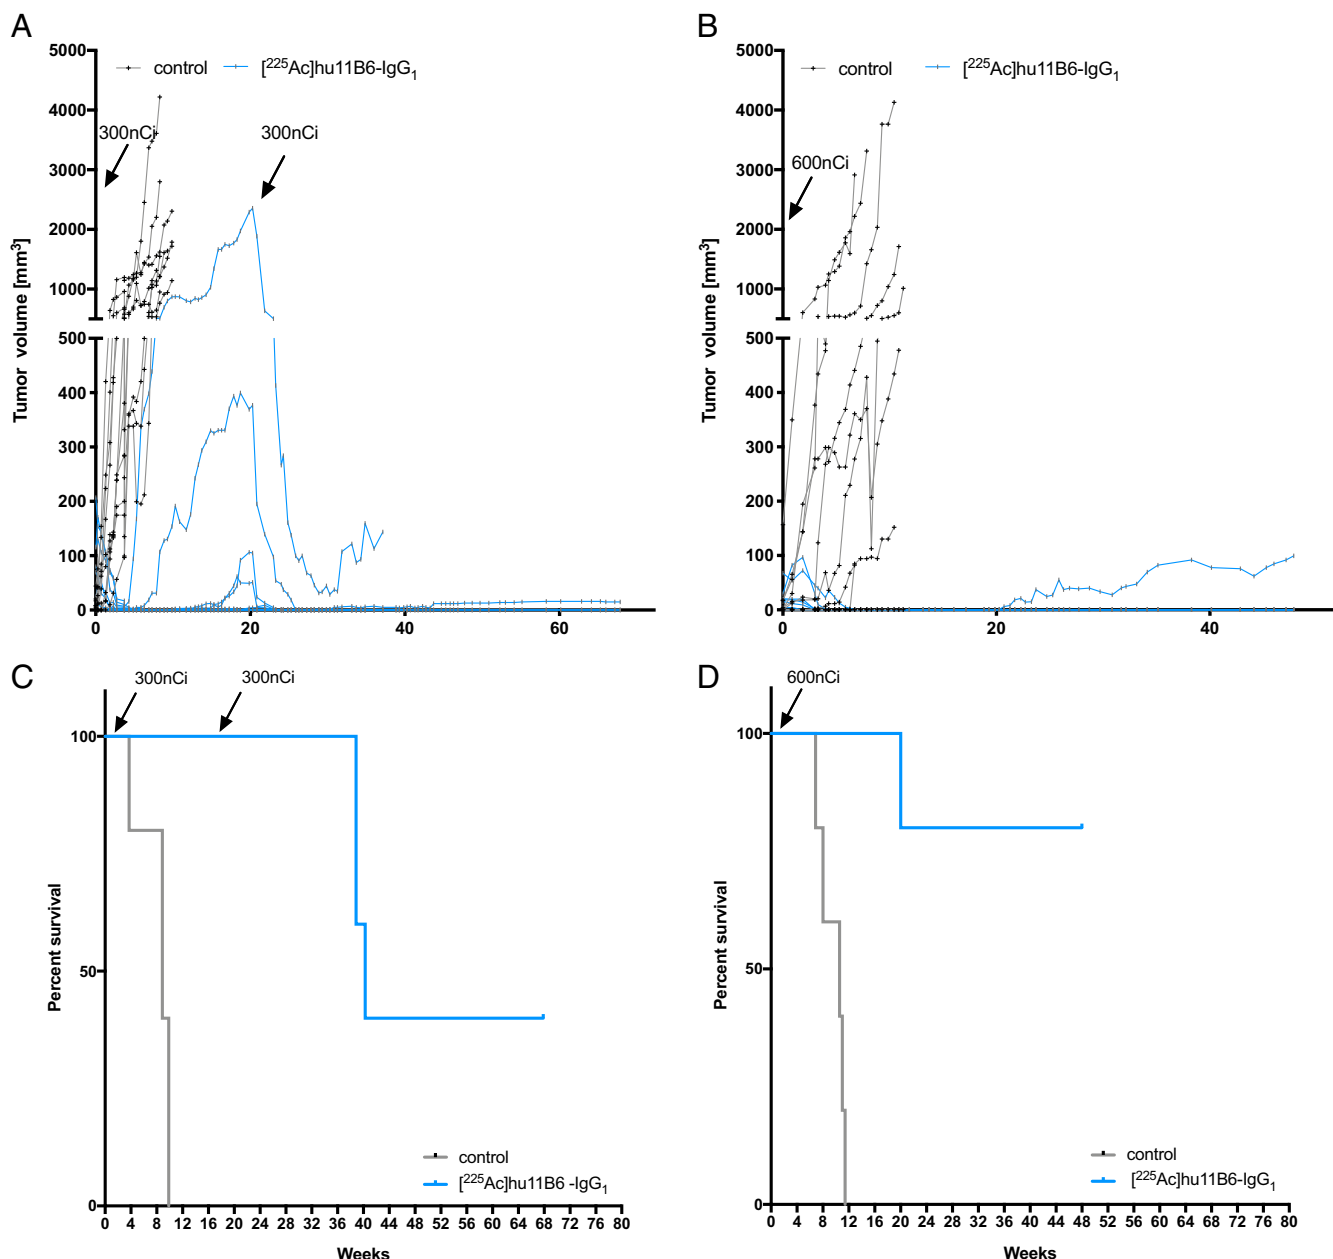 A
5000
4000
3000
2000
1000
500
400
300
200
100
0
Tumor volume [mm³]
control
[²²⁵Ac]hu11B6-IgG₁
300nCi
300nCi
0 20 40 60
B
5000
4000
3000
2000
1000
500
400
300
200
100
0
Tumor volume [mm³]
control
[²²⁵Ac]hu11B6-IgG₁
600nCi
0 20 40
C
300nCi
300nCi
100
50
0
Percent survival
control
[²²⁵Ac]hu11B6 -IgG₁
0 4 8 12 16 20 24 28 32 36 40 44 48 52 56 60 64 68 72 76 80
Weeks
D
600nCi
100
50
0
Percent survival
control
[²²⁵Ac]hu11B6-IgG₁
0 4 8 12 16 20 24 28 32 36 40 44 48 52 56 60 64 68 72 76 80
Weeks